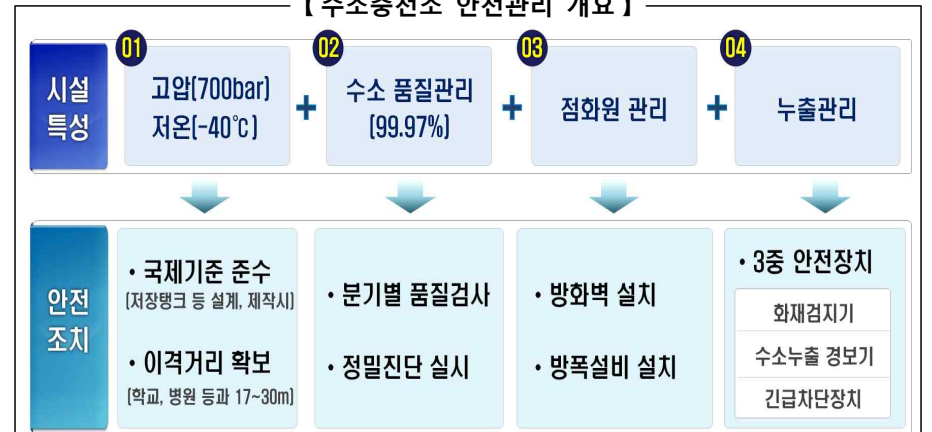 【 수소충전소 안전관리 개요 】
시설
특성
01
고압(700bar)
저온(-40℃)
+
02
수소 품질관리
(99.97%)
+
03
점화원 관리
+
04
누출관리
안전
조치
• 국제기준 준수
(저장탱크 등 설계, 제작시)
• 이격거리 확보
(학교, 병원 등과 17~30m)
• 분기별 품질검사
• 정밀진단 실시
• 방화벽 설치
• 방폭설비 설치
• 3중 안전장치
화재검지기
수소누출 경보기
긴급차단장치